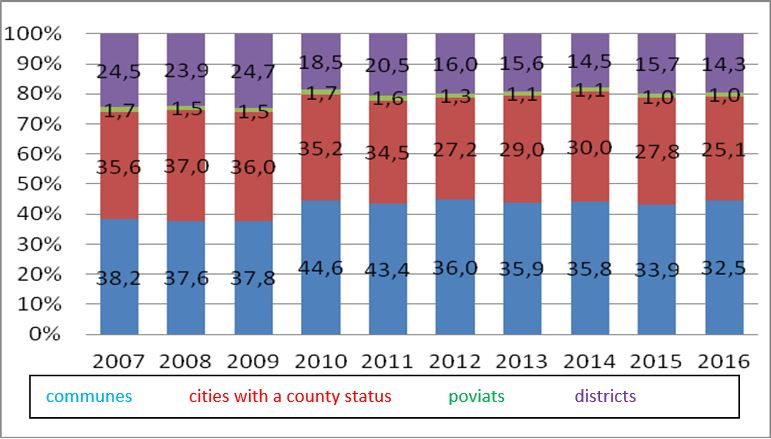 100%
90%
80%
70%
60%
50%
40%
30%
20%
10%
0%
24,5 23,9 24,7 18,5 20,5 16,0 15,6 14,5 15,7 14,3
1,7 1,5 1,5 1,7 1,6 1,3 1,1 1,1 1,0 1,0
35,6 37,0 36,0 35,2 34,5 27,2 29,0 30,0 27,8 25,1
38,2 37,6 37,8 44,6 43,4 36,0 35,9 35,8 33,9 32,5
2007 2008 2009 2010 2011 2012 2013 2014 2015 2016
communes cities with a county status poviats districts